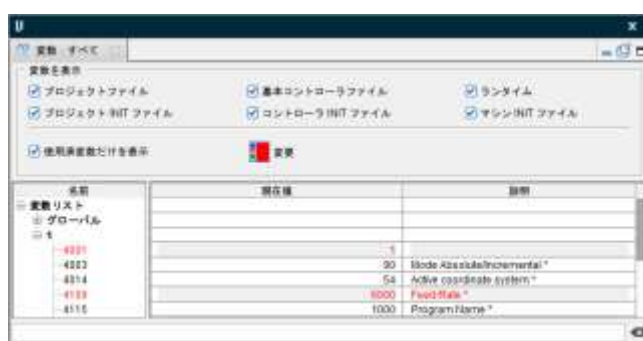 変数 : すべて
変数を表示
プロジェクトファイル 基本コントローラファイル ランタイム
プロジェクト INIT ファイル コントローラ INIT ファイル マシン INIT ファイル
使用済変数だけを表示 変更
名前 現在値 説明
変数リスト
グローバル
1
4001 1
4003 90 Mode Absolute/Incremental *
4014 54 Active coordinate system *
4109 6000 Feed Rate *
4115 1000 Program Name *